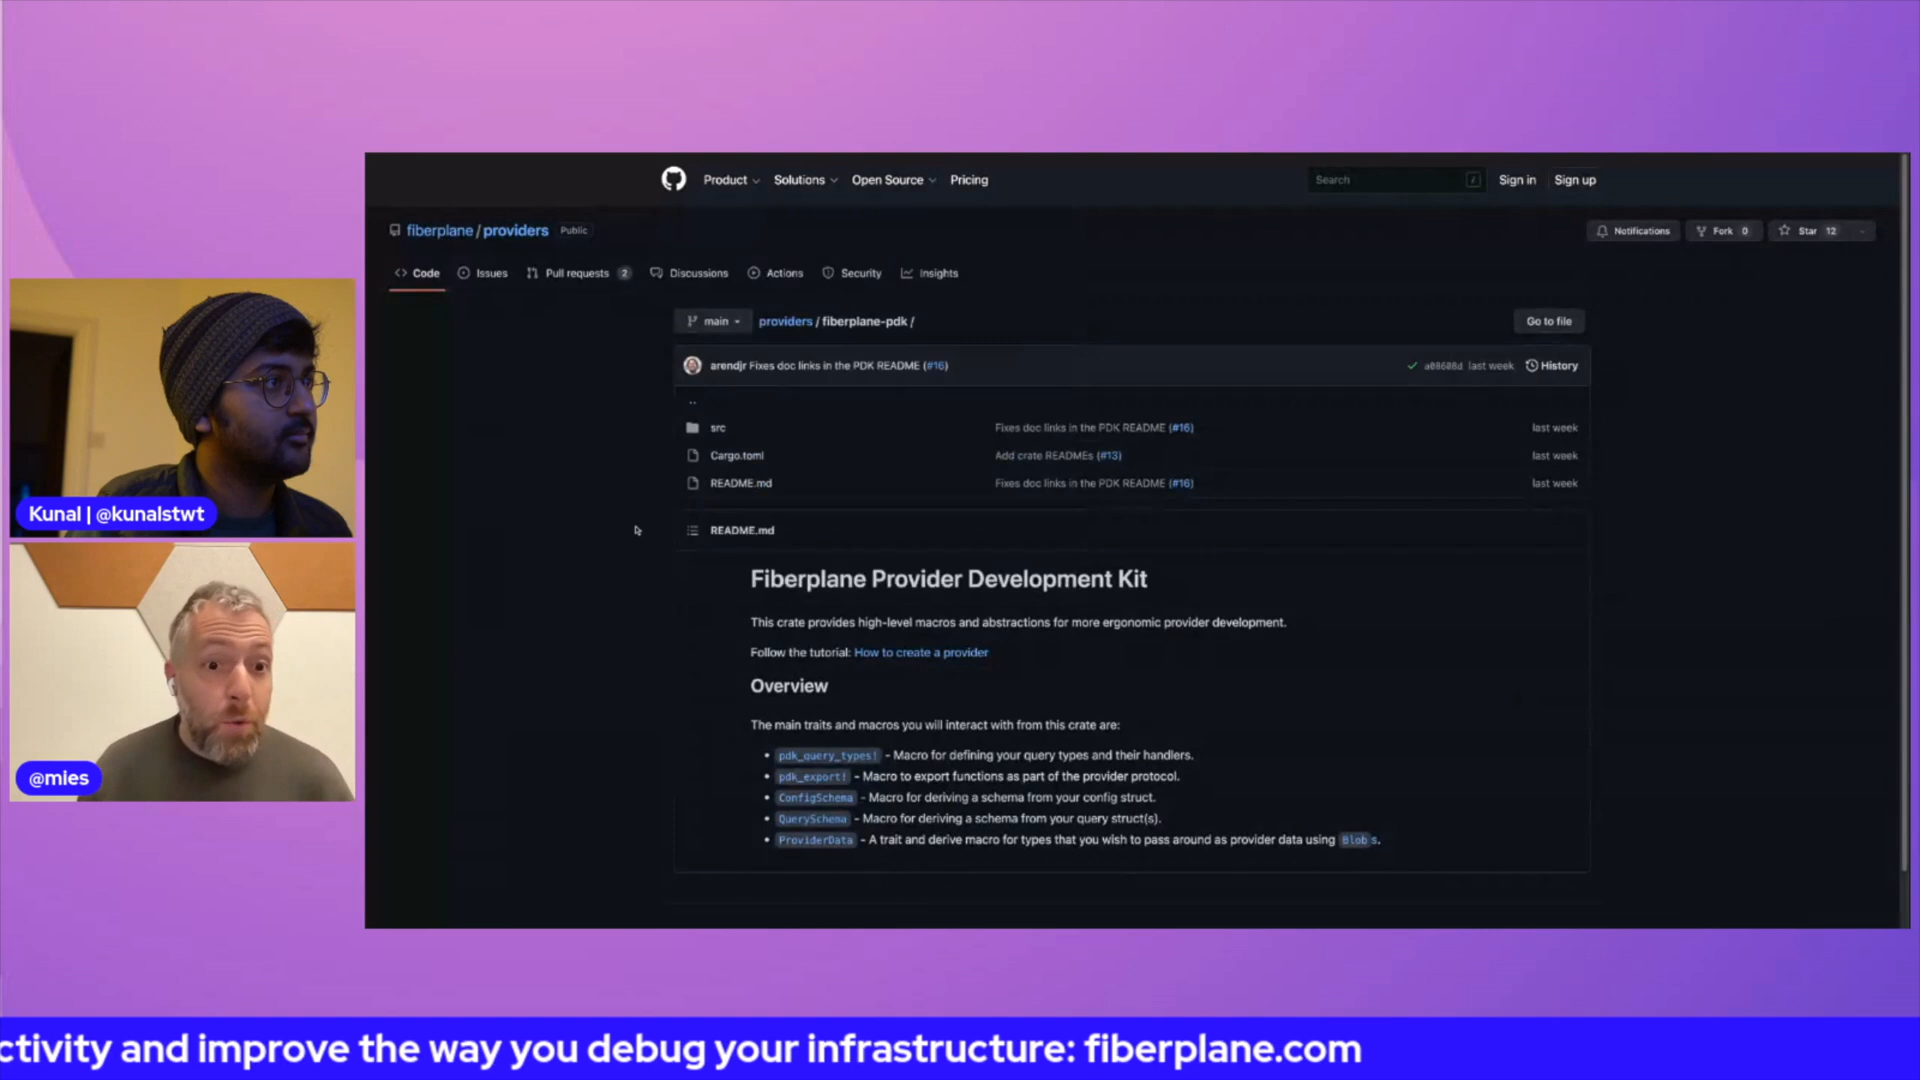 Product
Solutions
Open Source
Pricing
Search
/
Sign in
Sign up
fiberplane / providers
Public
Notifications
Fork 0
Star 12
Code
Issues
Pull requests 2
Discussions
Actions
Security
Insights
main
providers / fiberplane-pdk /
Go to file
arendjr Fixes doc links in the PDK README (#16)
a08608d last week
History
..
src
Fixes doc links in the PDK README (#16)
last week
Cargo.toml
Add crate READMEs (#13)
last week
README.md
Fixes doc links in the PDK README (#16)
last week
README.md
Fiberplane Provider Development Kit
This crate provides high-level macros and abstractions for more ergonomic provider development.
Follow the tutorial: How to create a provider
Overview
The main traits and macros you will interact with from this crate are:
• pdk_query_types! - Macro for defining your query types and their handlers.
• pdk_export! - Macro to export functions as part of the provider protocol.
• ConfigSchema - Macro for deriving a schema from your config struct.
• QuerySchema - Macro for deriving a schema from your query struct(s).
• ProviderData - A trait and derive macro for types that you wish to pass around as provider data using Blob s.
Kunal | @kunalstwt
@mies
ctivity and improve the way you debug your infrastructure: fiberplane.com